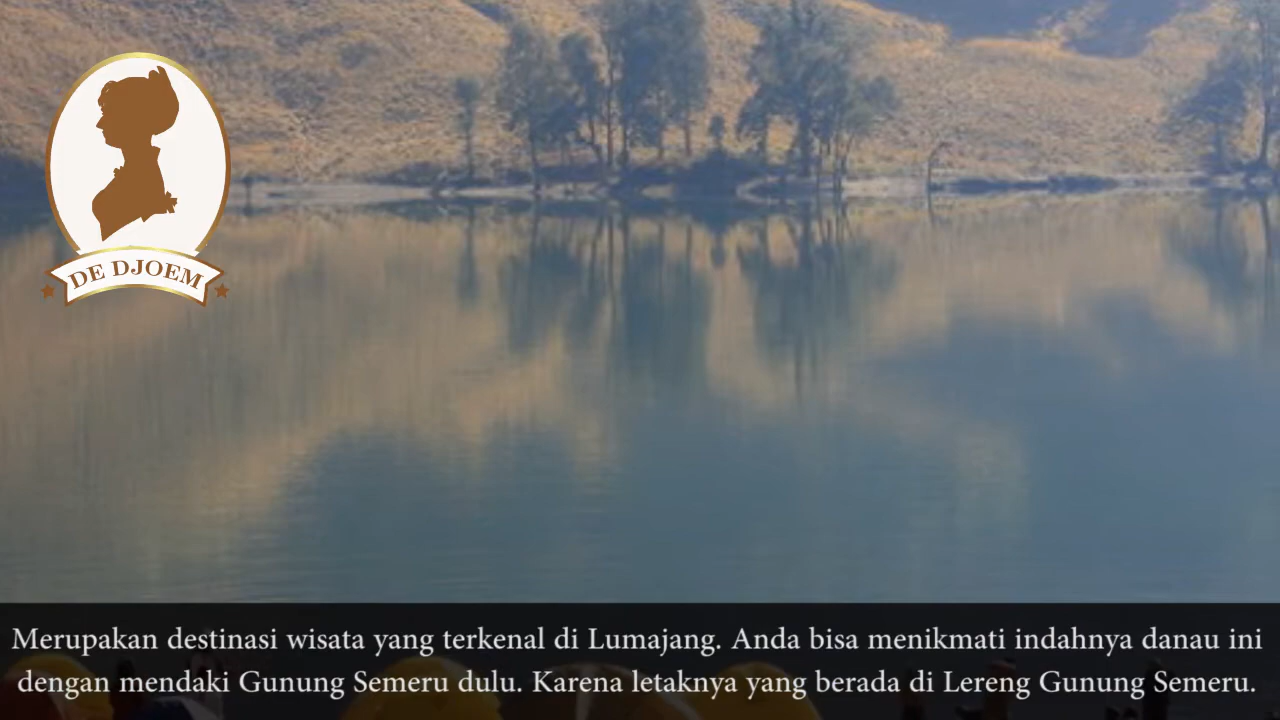 DE DJOEM
Merupakan destinasi wisata yang terkenal di Lumajang. Anda bisa menikmati indahnya danau ini
dengan mendaki Gunung Semeru dulu. Karena letaknya yang berada di Lereng Gunung Semeru.